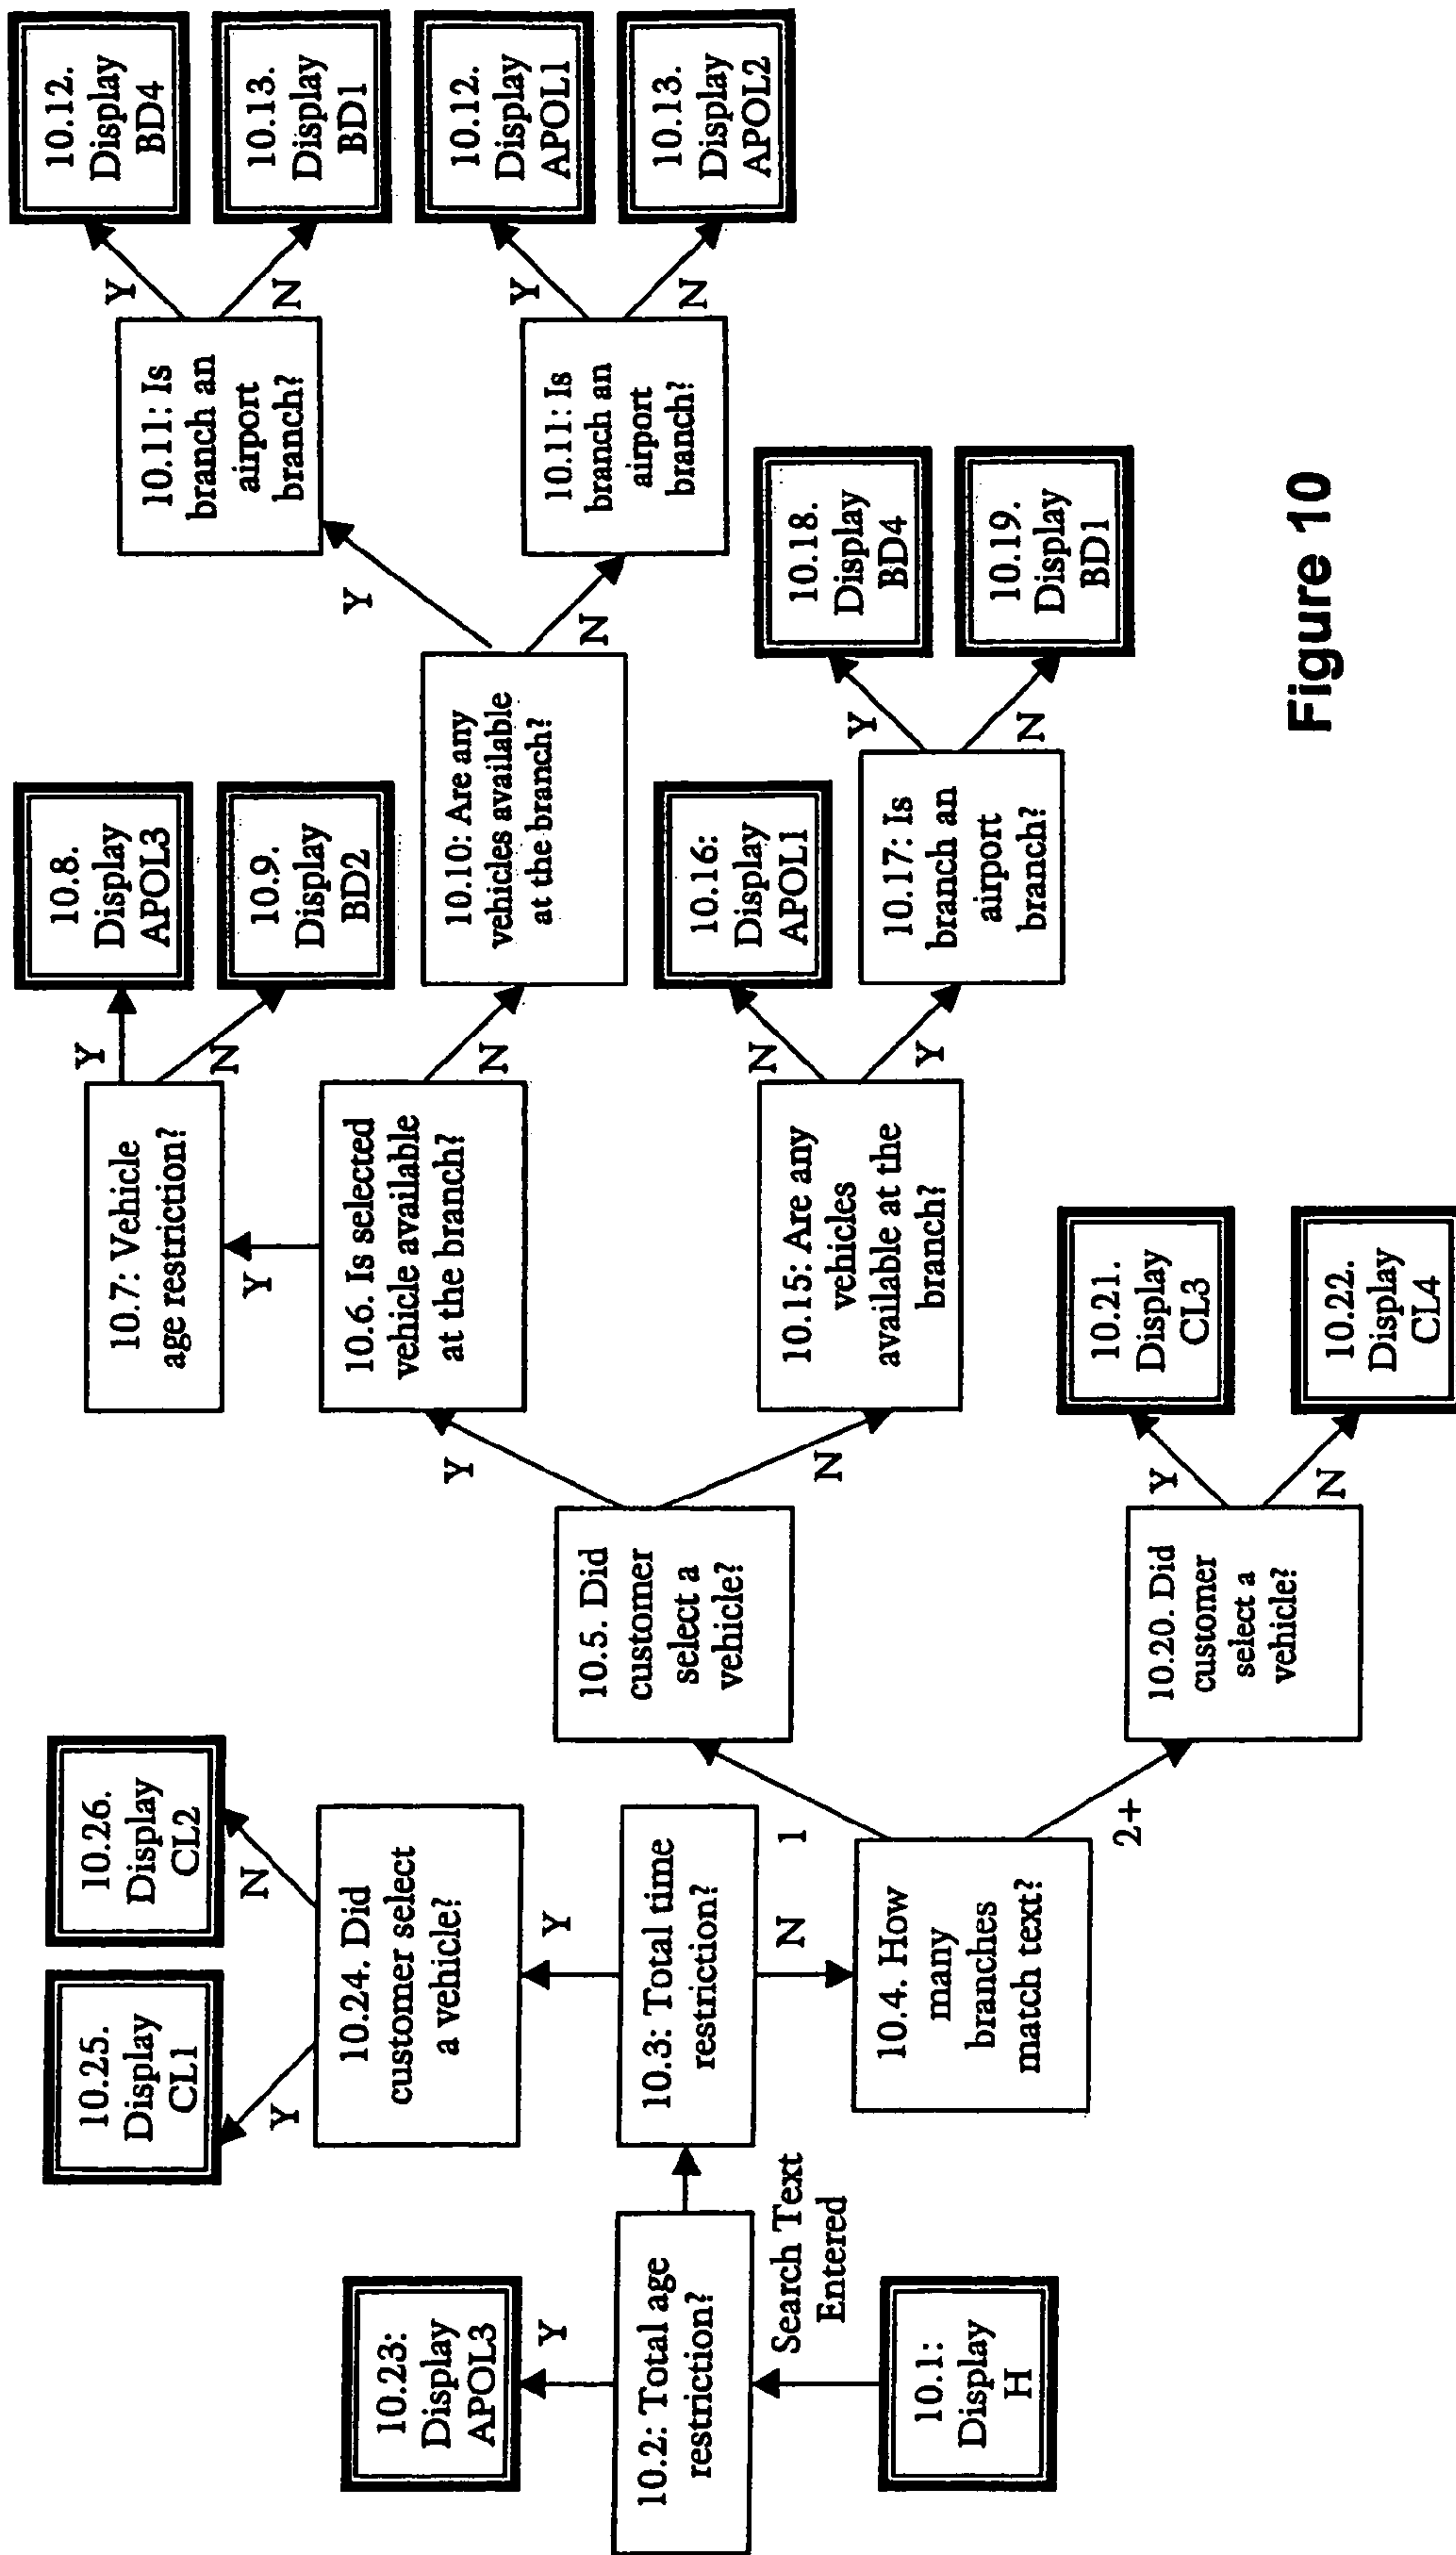 10.1:
Display
H
Search Text
Entered
10.2: Total age
restriction?
Y
10.23:
Display
APOL3
10.3: Total time
restriction?
Y
N
10.24. Did
customer select
a vehicle?
Y
N
10.25.
Display
CL1
10.26.
Display
CL2
10.4. How
many
branches
match text?
1
2+
10.5. Did
customer
select a
vehicle?
Y
N
10.6. Is selected
vehicle available
at the branch?
Y
N
10.7: Vehicle
age restriction?
Y
N
10.8.
Display
APOL3
10.9.
Display
BD2
10.10: Are any
vehicles available
at the branch?
Y
N
10.11: Is
branch an
airport
branch?
Y
N
10.12.
Display
BD4
10.13.
Display
BD1
10.11: Is
branch an
airport
branch?
Y
N
10.12.
Display
APOL1
10.13.
Display
APOL2
10.15: Are any
vehicles
available at the
branch?
N
Y
10.16:
Display
APOL1
10.17: Is
branch an
airport
branch?
Y
N
10.18.
Display
BD4
10.19.
Display
BD1
10.20. Did
customer
select a
vehicle?
Y
N
10.21.
Display
CL3
10.22.
Display
CL4
Figure 10